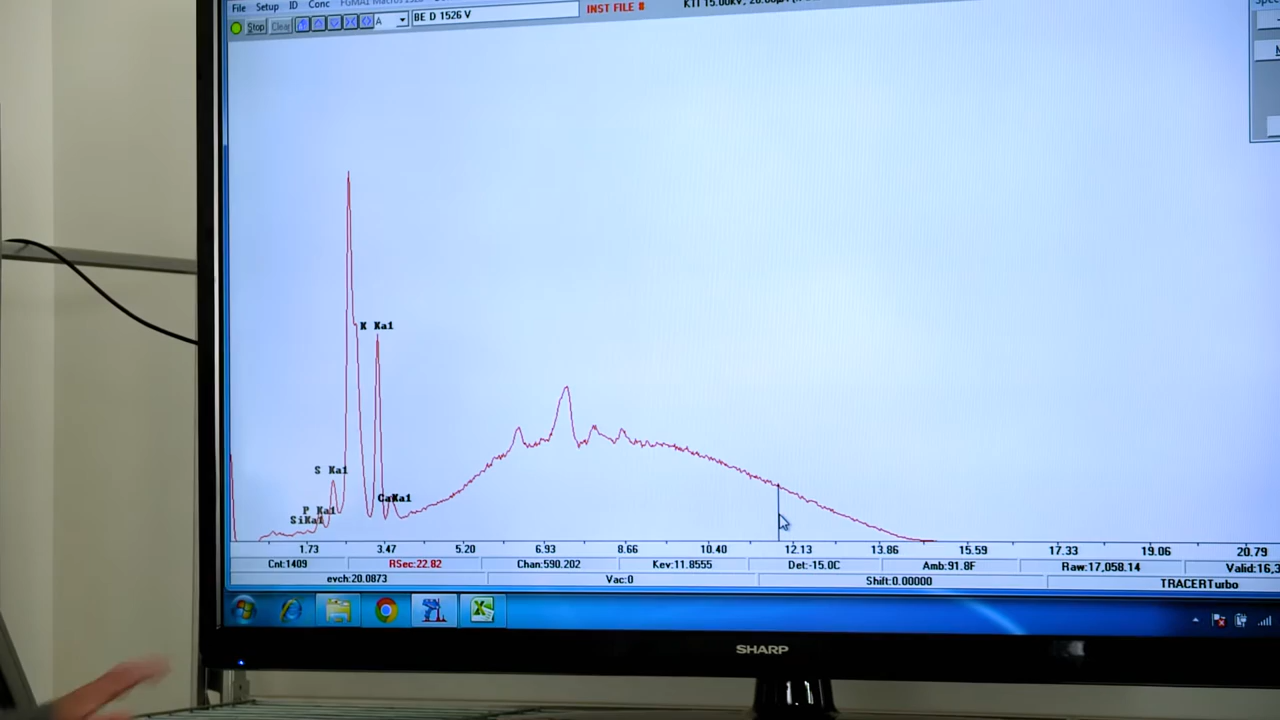 File Setup ID Conc
Stop Clear A BE D 1526 V INST FILE #
K Ka1
S Ka1
CaKa1
P Ka1
SiKa1
1.73 3.47 5.20 6.93 8.66 10.40 12.13 13.86 15.59 17.33 19.06 20.79
Cnt:1409 RSec:22.82 Chan:590.202 Kev:11.8555 Det:-15.0C Amb:91.8F Raw:17,058.14 Valid:16,3
evch:20.0873 Vac:0 Shift:0.00000 TRACERTurbo
SHARP